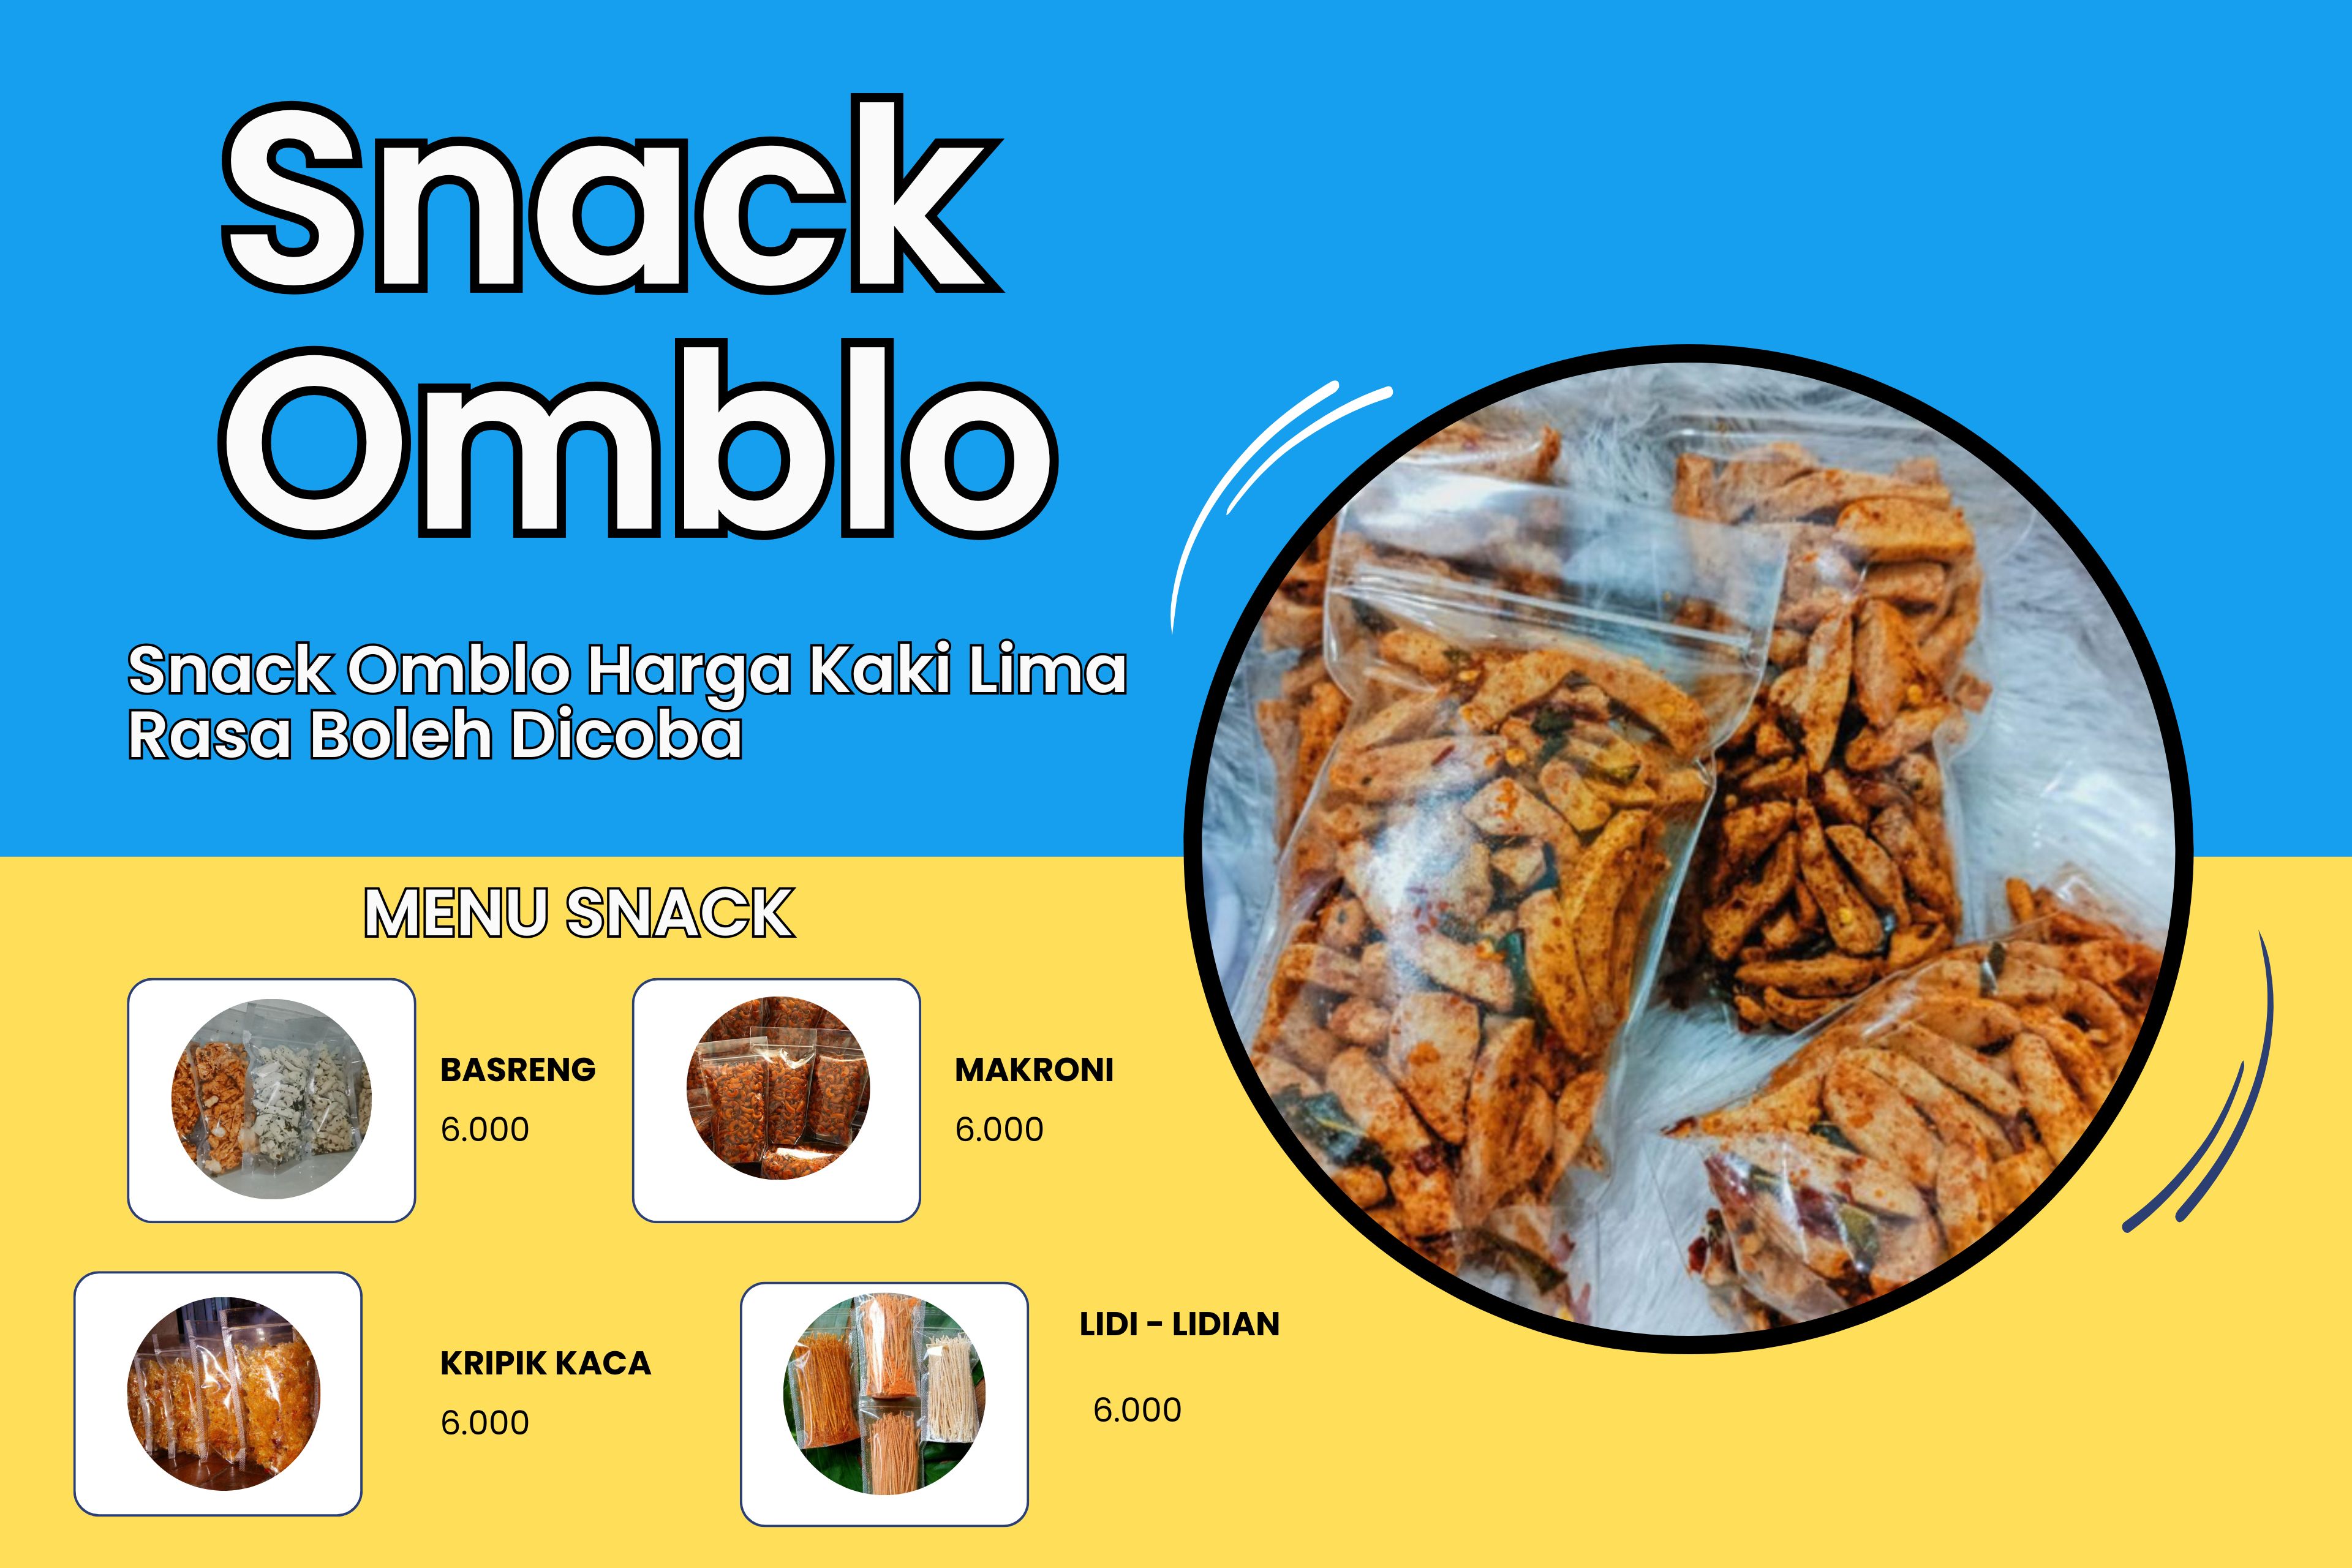 Snack
Omblo
Snack Omblo Harga Kaki Lima
Rasa Boleh Dicoba
MENU SNACK
BASRENG
6.000
MAKRONI
6.000
KRIPIK KACA
6.000
LIDI - LIDIAN
6.000